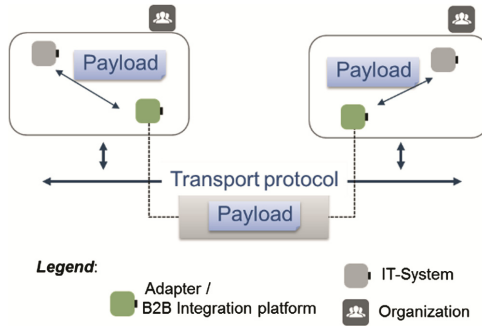 Payload
Payload
Transport protocol
Payload
Legend:
Adapter /
B2B Integration platform
IT-System
Organization